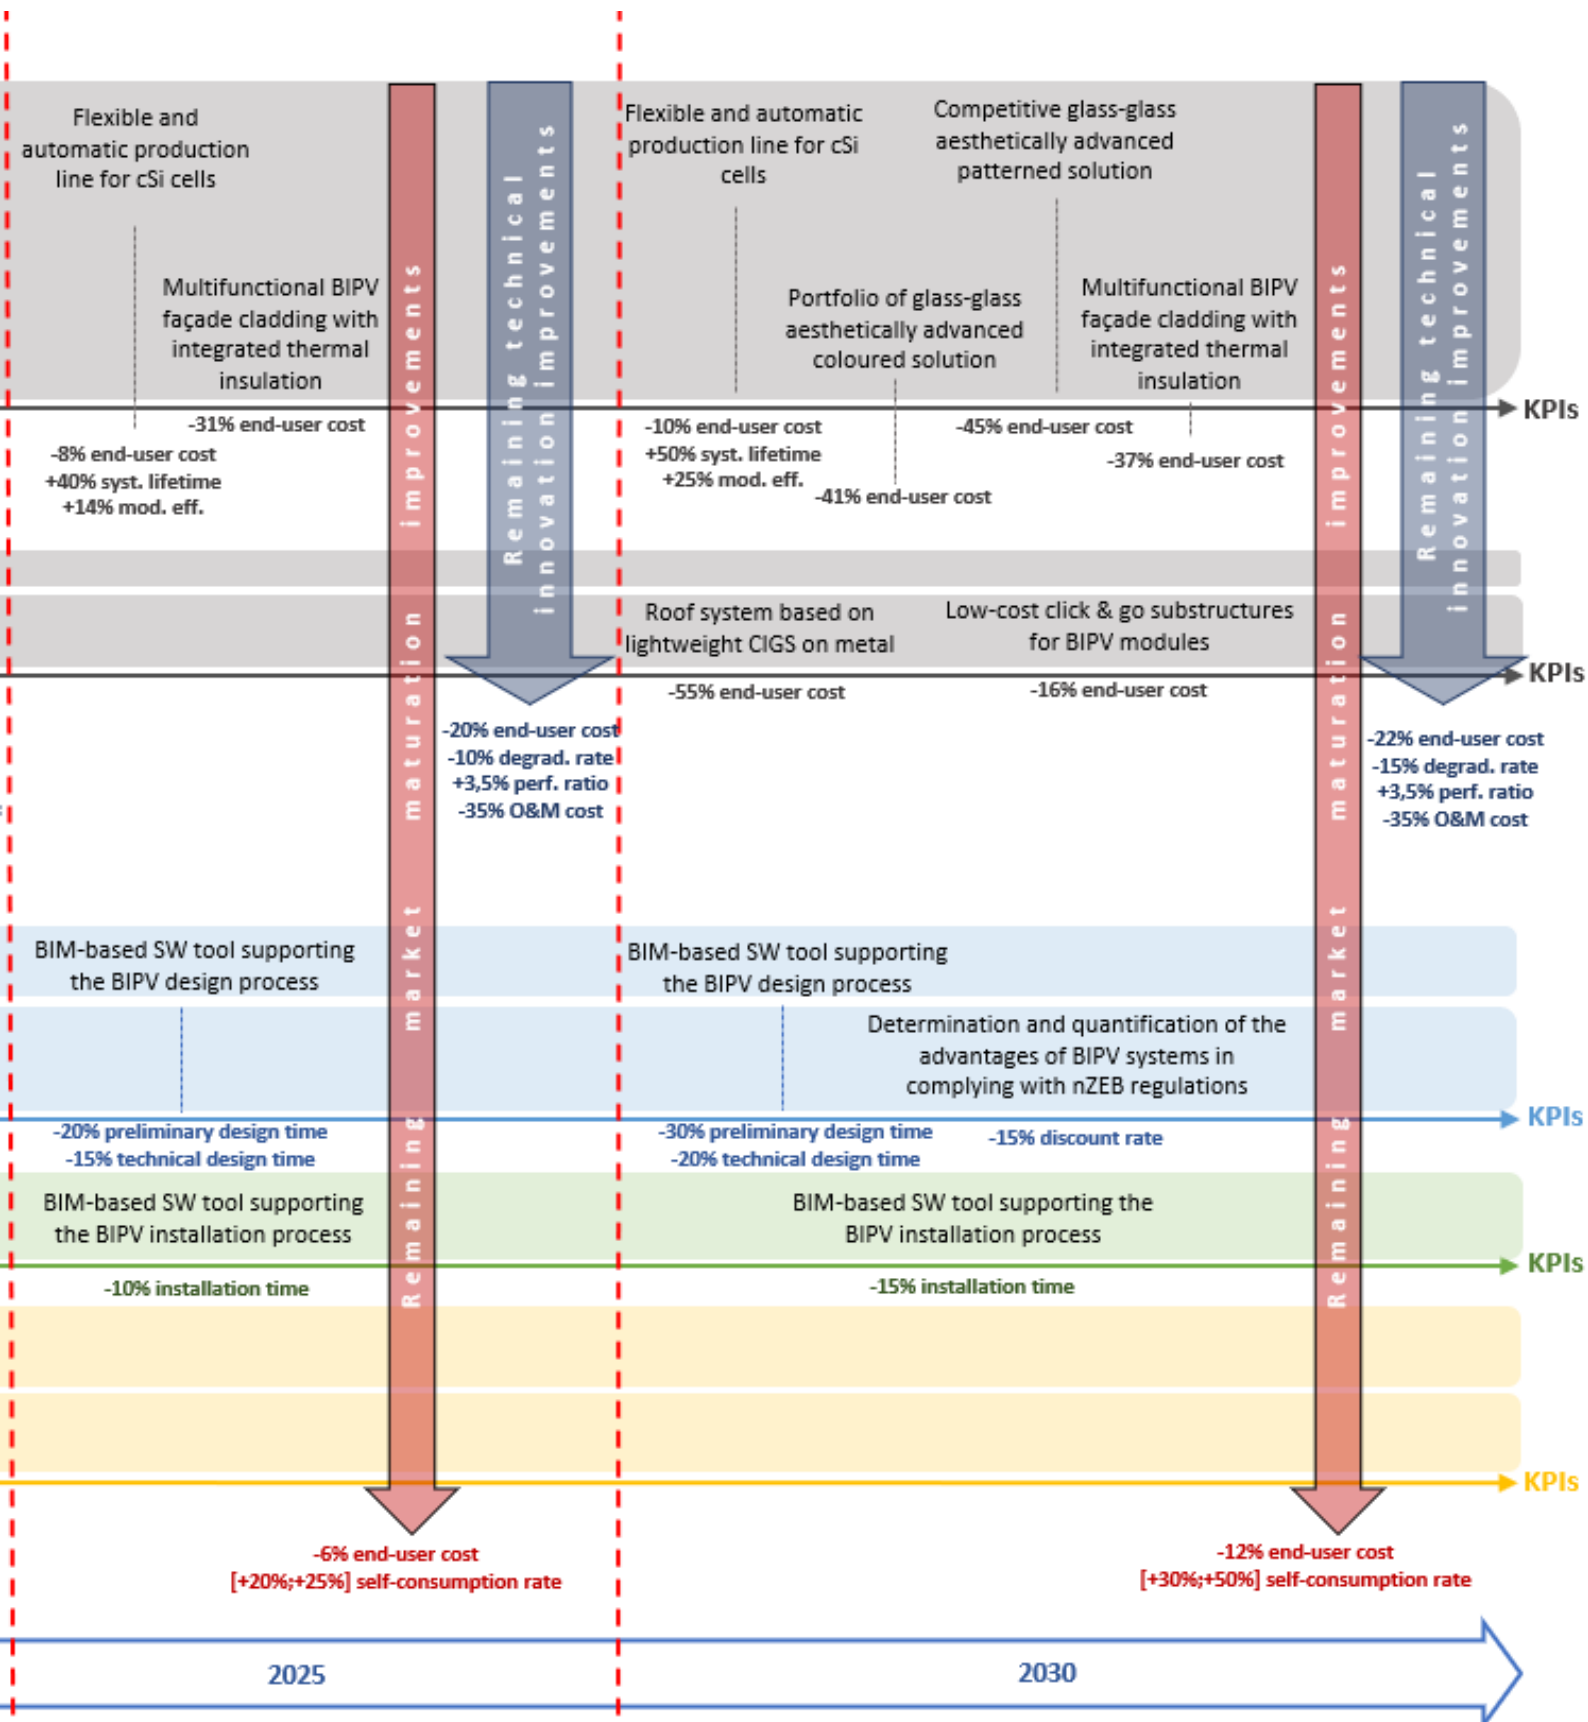 Flexible and
automatic production
line for cSi cells
Multifunctional BIPV
façade cladding with
integrated thermal
insulation
-31% end-user cost
-8% end-user cost
+40% syst. lifetime
+14% mod. eff.
Remaining market maturation improvements
Remaining technical
innovation improvements
-20% end-user cost
-10% degrad. rate
+3,5% perf. ratio
-35% O&M cost
Flexible and automatic
production line for cSi
cells
Competitive glass-glass
aesthetically advanced
patterned solution
Portfolio of glass-glass
aesthetically advanced
coloured solution
Multifunctional BIPV
façade cladding with
integrated thermal
insulation
KPIs
-10% end-user cost
+50% syst. lifetime
+25% mod. eff.
-41% end-user cost
-45% end-user cost
-37% end-user cost
Remaining market maturation improvements
Remaining technical
innovation improvements
Roof system based on
lightweight CIGS on metal
Low-cost click & go substructures
for BIPV modules
KPIs
-55% end-user cost
-16% end-user cost
-22% end-user cost
-15% degrad. rate
+3,5% perf. ratio
-35% O&M cost
BIM-based SW tool supporting
the BIPV design process
BIM-based SW tool supporting
the BIPV design process
Determination and quantification of the
advantages of BIPV systems in
complying with nZEB regulations
KPIs
-20% preliminary design time
-15% technical design time
-30% preliminary design time
-20% technical design time
-15% discount rate
BIM-based SW tool supporting
the BIPV installation process
BIM-based SW tool supporting the
BIPV installation process
KPIs
-10% installation time
-15% installation time
KPIs
-6% end-user cost
[+20%;+25%] self-consumption rate
-12% end-user cost
[+30%;+50%] self-consumption rate
2025
2030